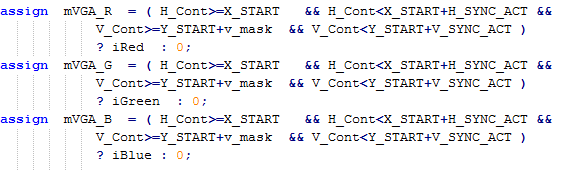 assign mVGA_R = ( H_Cont>=X_START && H_Cont<X_START+H_SYNC_ACT &&
V_Cont>=Y_START+v_mask && V_Cont<Y_START+V_SYNC_ACT )
? iRed : 0;
assign mVGA_G = ( H_Cont>=X_START && H_Cont<X_START+H_SYNC_ACT &&
V_Cont>=Y_START+v_mask && V_Cont<Y_START+V_SYNC_ACT )
? iGreen : 0;
assign mVGA_B = ( H_Cont>=X_START && H_Cont<X_START+H_SYNC_ACT &&
V_Cont>=Y_START+v_mask && V_Cont<Y_START+V_SYNC_ACT )
? iBlue : 0;